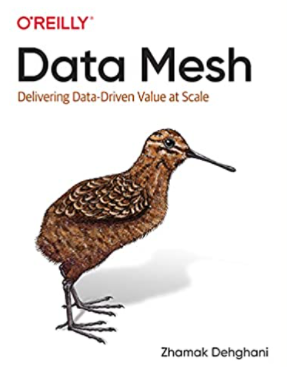 O'REILLY®
Data Mesh
Delivering Data-Driven Value at Scale
Zhamak Dehghani